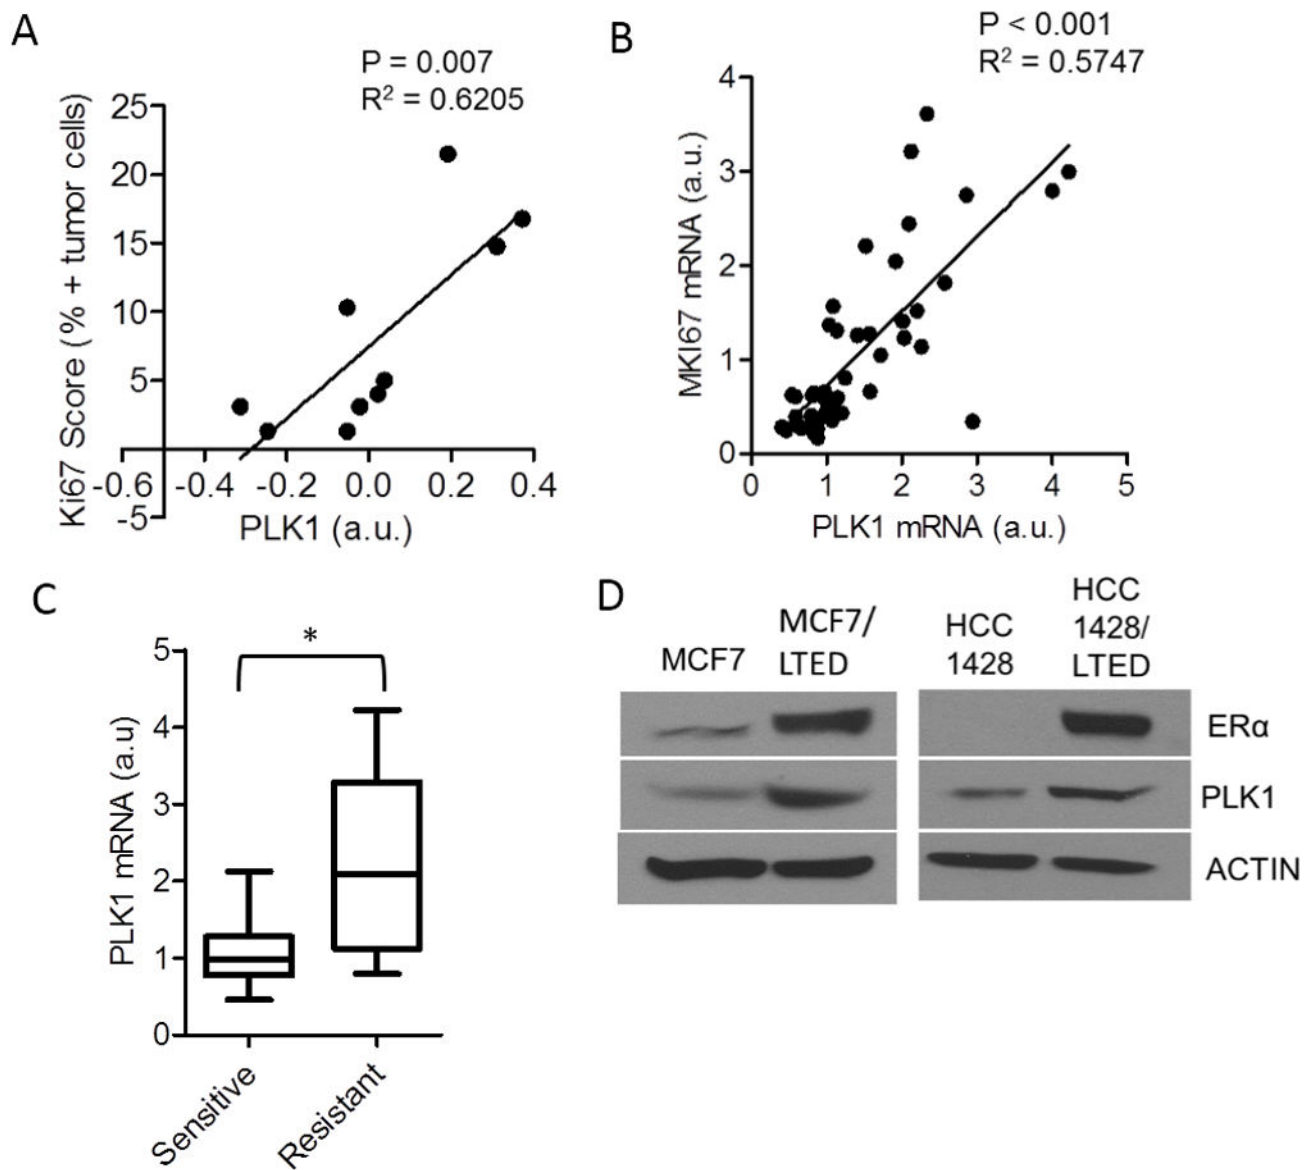 A
P = 0.007
R² = 0.6205
Ki67 Score (% + tumor cells)
25
20
15
10
5
-5
-0.6 -0.4 -0.2 0.0 0.2 0.4
PLK1 (a.u.)
B
P < 0.001
R² = 0.5747
MKI67 mRNA (a.u.)
4
3
2
1
0
0 1 2 3 4 5
PLK1 mRNA (a.u.)
C
*
PLK1 mRNA (a.u)
5
4
3
2
1
0
Sensitive
Resistant
D
MCF7
MCF7/
LTED
HCC
1428
HCC
1428/
LTED
ERα
PLK1
ACTIN